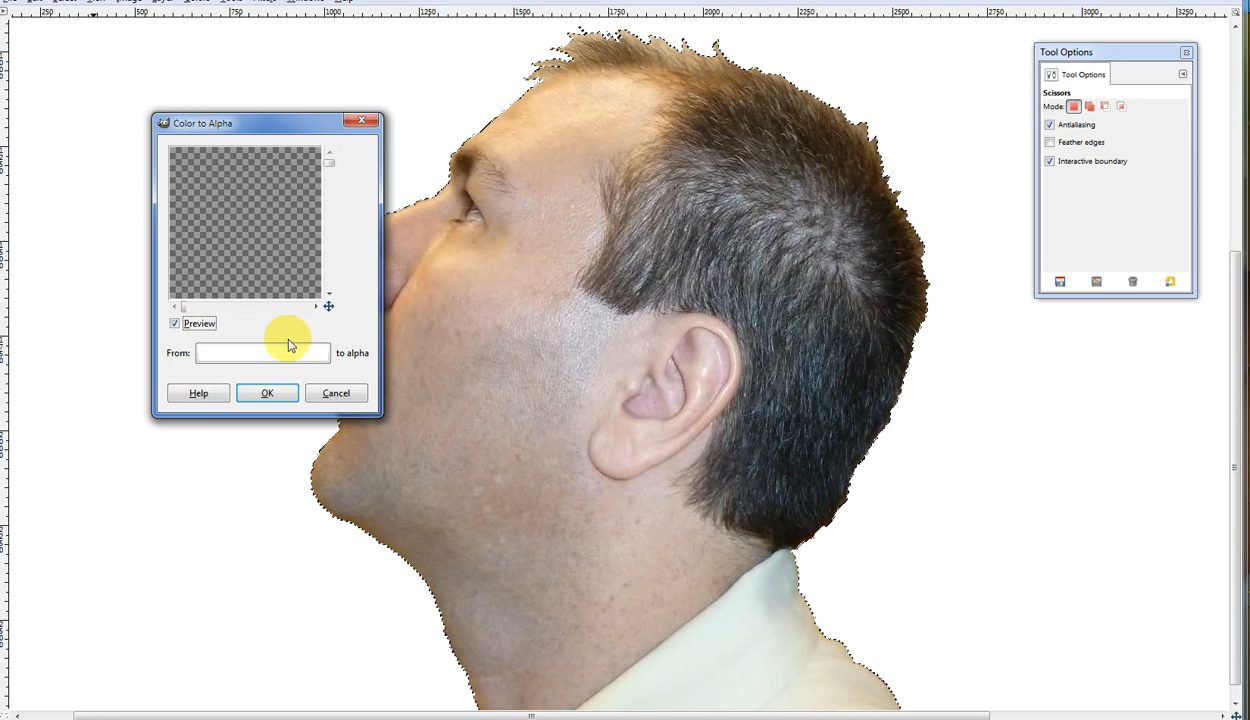 250
500
750
1000
1250
1500
1750
2000
2250
2500
2750
3000
3250
Tool Options
Tool Options
Scissors
Mode:
Antialiasing
Feather edges
Interactive boundary
Color to Alpha
Preview
From:
to alpha
Help
OK
Cancel